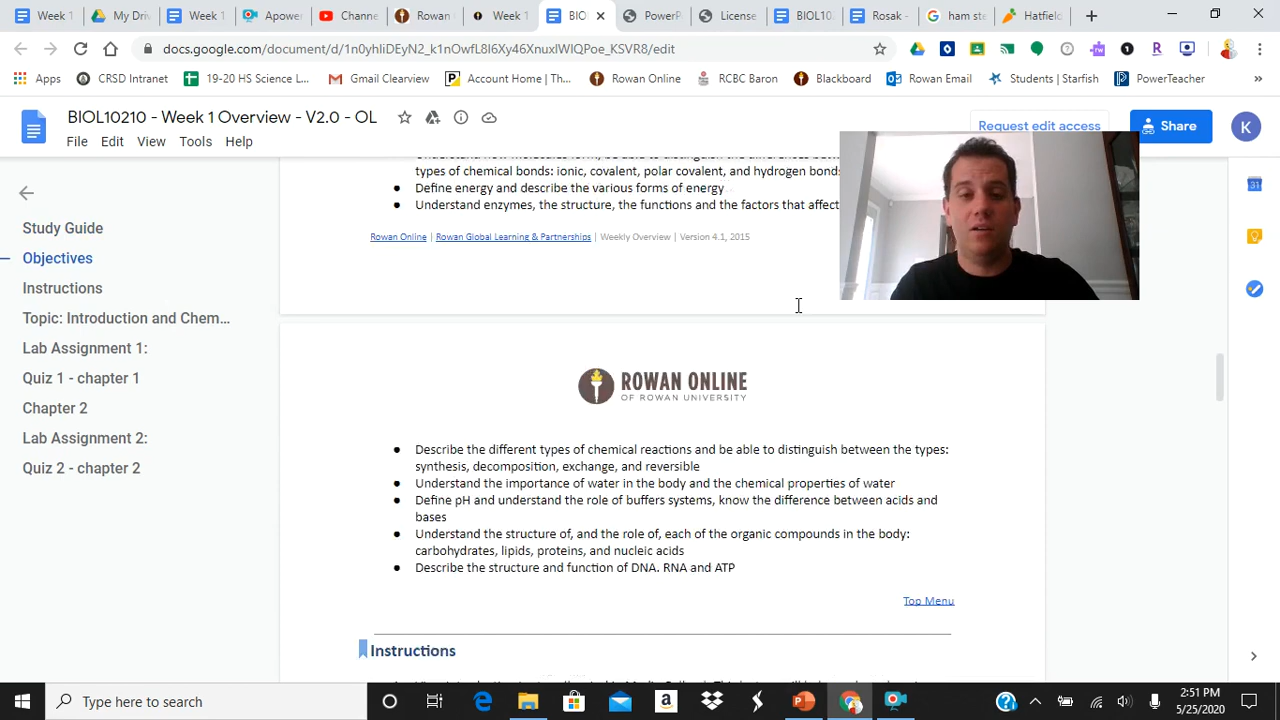 Week 1
My Dri
Week 1
Apower
Channe
Rowan
Week 1
BIO
PowerP
License
BIOL10
Rosak -
ham st
Hatfield
docs.google.com/document/d/1n0yhIiDEyN2_k1nOwfL8I6Xy46XnuxlWIQPoe_KSVR8/edit
Apps
CRSD Intranet
19-20 HS Science L...
Gmail Clearview
Account Home | Th...
Rowan Online
RCBC Baron
Blackboard
Rowan Email
Students | Starfish
PowerTeacher
BIOL10210 - Week 1 Overview - V2.0 - OL
File Edit View Tools Help
Request edit access
Share
K
Study Guide
Objectives
Instructions
Topic: Introduction and Chem...
Lab Assignment 1:
Quiz 1 - chapter 1
Chapter 2
Lab Assignment 2:
Quiz 2 - chapter 2
types of chemical bonds: ionic, covalent, polar covalent, and hydrogen bond
● Define energy and describe the various forms of energy
● Understand enzymes, the structure, the functions and the factors that affect
Rowan Online | Rowan Global Learning & Partnerships | Weekly Overview | Version 4.1, 2015
ROWAN ONLINE
OF ROWAN UNIVERSITY
● Describe the different types of chemical reactions and be able to distinguish between the types:
synthesis, decomposition, exchange, and reversible
● Understand the importance of water in the body and the chemical properties of water
● Define pH and understand the role of buffers systems, know the difference between acids and
bases
● Understand the structure of, and the role of, each of the organic compounds in the body:
carbohydrates, lipids, proteins, and nucleic acids
● Describe the structure and function of DNA. RNA and ATP
Top Menu
Instructions
Type here to search
2:51 PM
5/25/2020